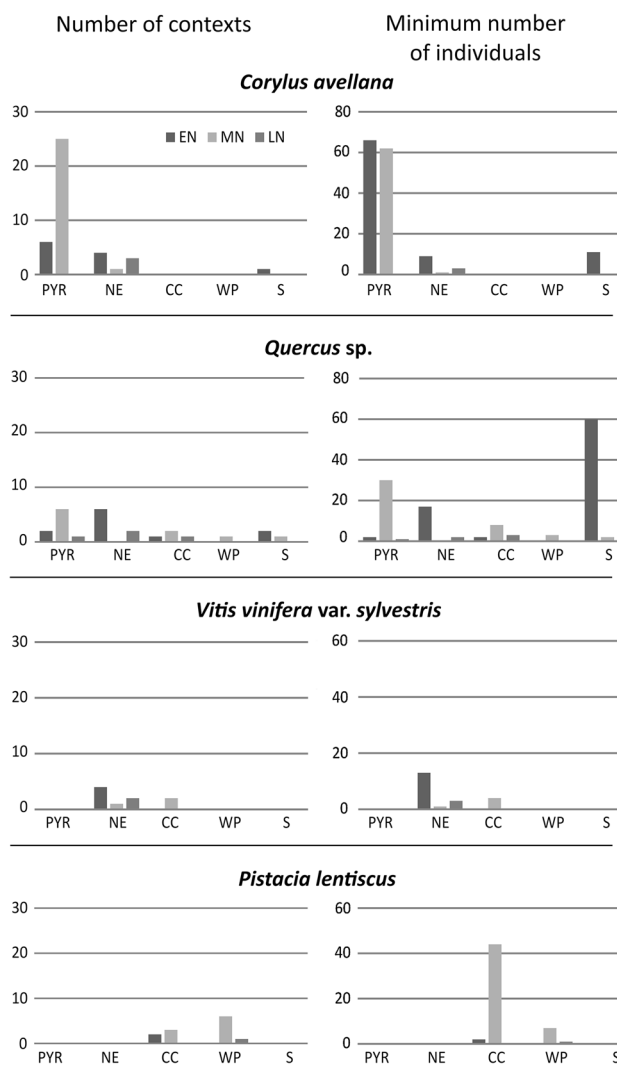 Number of contexts
Minimum number
of individuals
Corylus avellana
30
20
10
0
EN MN LN
PYR NE CC WP S
80
60
40
20
0
PYR NE CC WP S
Quercus sp.
30
20
10
0
PYR NE CC WP S
80
60
40
20
0
PYR NE CC WP S
Vitis vinifera var. sylvestris
30
20
10
0
PYR NE CC WP S
60
40
20
0
PYR NE CC WP S
Pistacia lentiscus
30
20
10
0
PYR NE CC WP S
60
40
20
0
PYR NE CC WP S